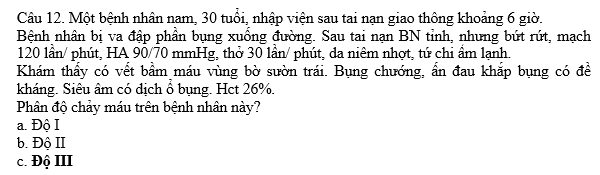 Câu 12. Một bệnh nhân nam, 30 tuổi, nhập viện sau tai nạn giao thông khoảng 6 giờ.
Bệnh nhân bị va đập phần bụng xuống đường. Sau tai nạn BN tỉnh, nhưng bứt rứt, mạch
120 lần/ phút, HA 90/70 mmHg, thở 30 lần/ phút, da niêm nhợt, tứ chi ấm lạnh.
Khám thấy có vết bầm máu vùng bờ sườn trái. Bụng chướng, ấn đau khắp bụng có đề
kháng. Siêu âm có dịch ổ bụng. Hct 26%.
Phân độ chảy máu trên bệnh nhân này?
a. Độ I
b. Độ II
c. Độ III